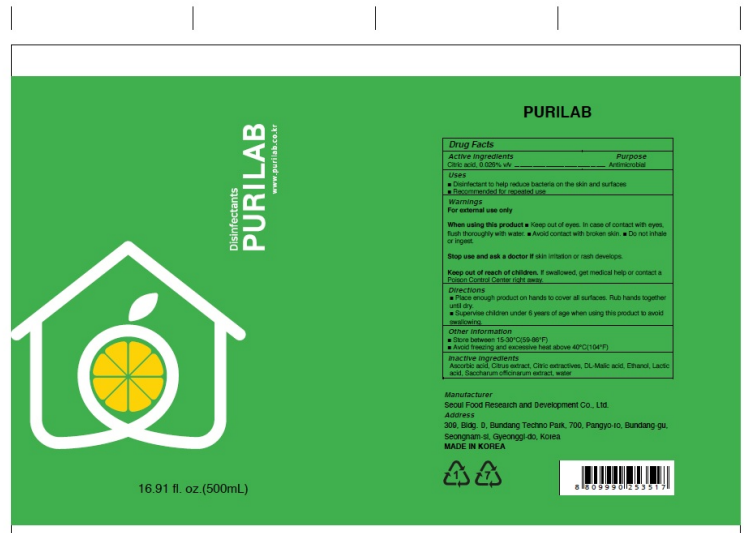 Disinfectants
PURILAB
www.purilab.co.kr
16.91 fl. oz.(500mL)
PURILAB
Drug Facts
Active Ingredients Purpose
Citric acid, 0.028% v/v Antimicrobial
Uses
■ Disinfectant to help reduce bacteria on the skin and surfaces
■ Recommended for repeated use
Warnings
For external use only
When using this product ■ Keep out of eyes. In case of contact with eyes,
flush thoroughly with water. ■ Avoid contact with broken skin. ■ Do not inhale
or ingest.
Stop use and ask a doctor if skin irritation or rash develops.
Keep out of reach of children. If swallowed, get medical help or contact a
Poison Control Center right away.
Directions
■ Place enough product on hands to cover all surfaces. Rub hands together
until dry.
■ Supervise children under 6 years of age when using this product to avoid
swallowing.
Other information
■ Store between 15-30°C(59-86°F)
■ Avoid freezing and excessive heat above 40°C(104°F)
Inactive ingredients
Ascorbic acid, Citrus extract, Citric extractives, DL-Malic acid, Ethanol, Lactic
acid, Saccharum officinarum extract, water
Manufacturer
Seoul Food Research and Development Co., Ltd.
Address
309, Bldg. D, Bundang Techno Park, 700, Pangyo-ro, Bundang-gu,
Seongnam-si, Gyeonggi-do, Korea
MADE IN KOREA
1 7
8 809990 253517